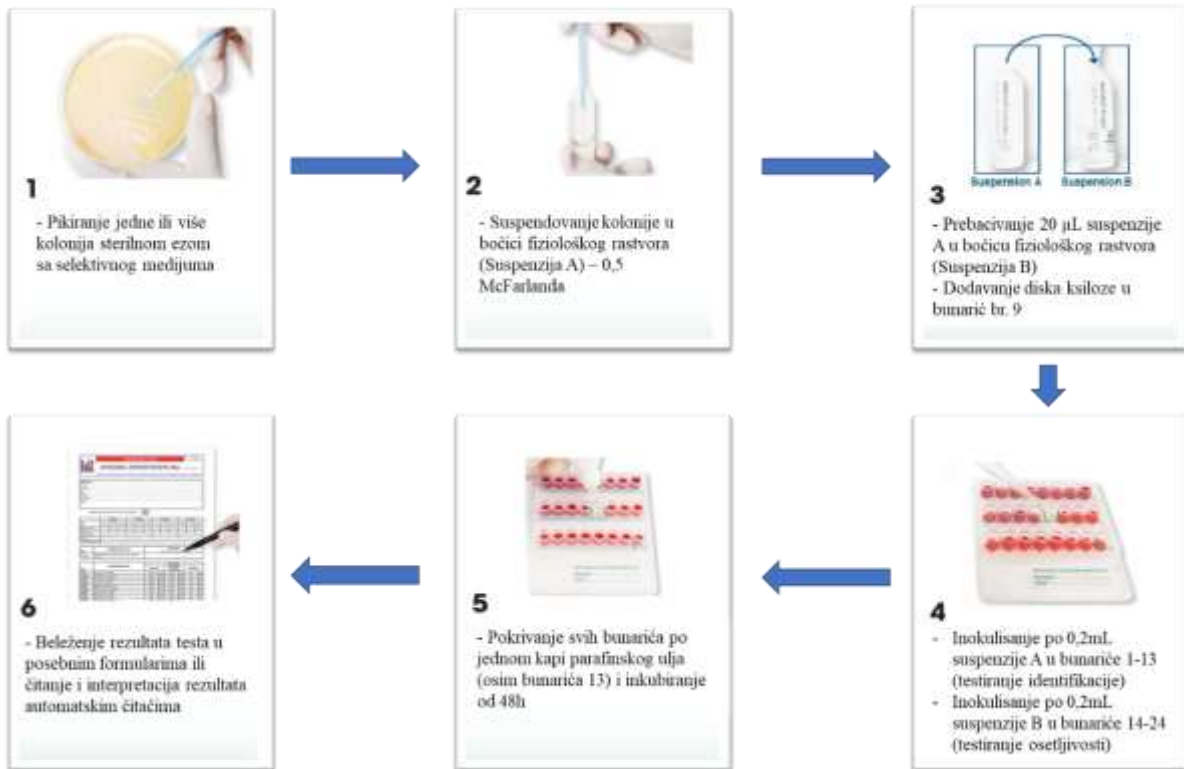 1
- Pikiranje jedne ili više
kolonija sterilnom ezom
sa selektivnog medijuma
2
- Suspendovanje kolonije u
bočici fiziološkog rastvora
(Suspenzija A) – 0,5
McFarlanda
Suspension A
Suspension B
3
- Prebacivanje 20 µL suspenzije
A u bočicu fiziološkog rastvora
(Suspenzija B)
- Dodavanje diska ksiloze u
bunarić br. 9
4
- Inokulisanje po 0,2mL
suspenzije A u bunariće 1-13
(testiranje identifikacije)
- Inokulisanje po 0,2mL
suspenzije B u bunariće 14-24
(testiranje osetljivosti)
5
- Pokrivanje svih bunarića po
jednom kapi parafinskog ulja
(osim bunarića 13) i inkubiranje
od 48h
6
- Beleženje rezultata testa u
posebnim formularima ili
čitanje i interpretacija rezultata
automatskim čitačima